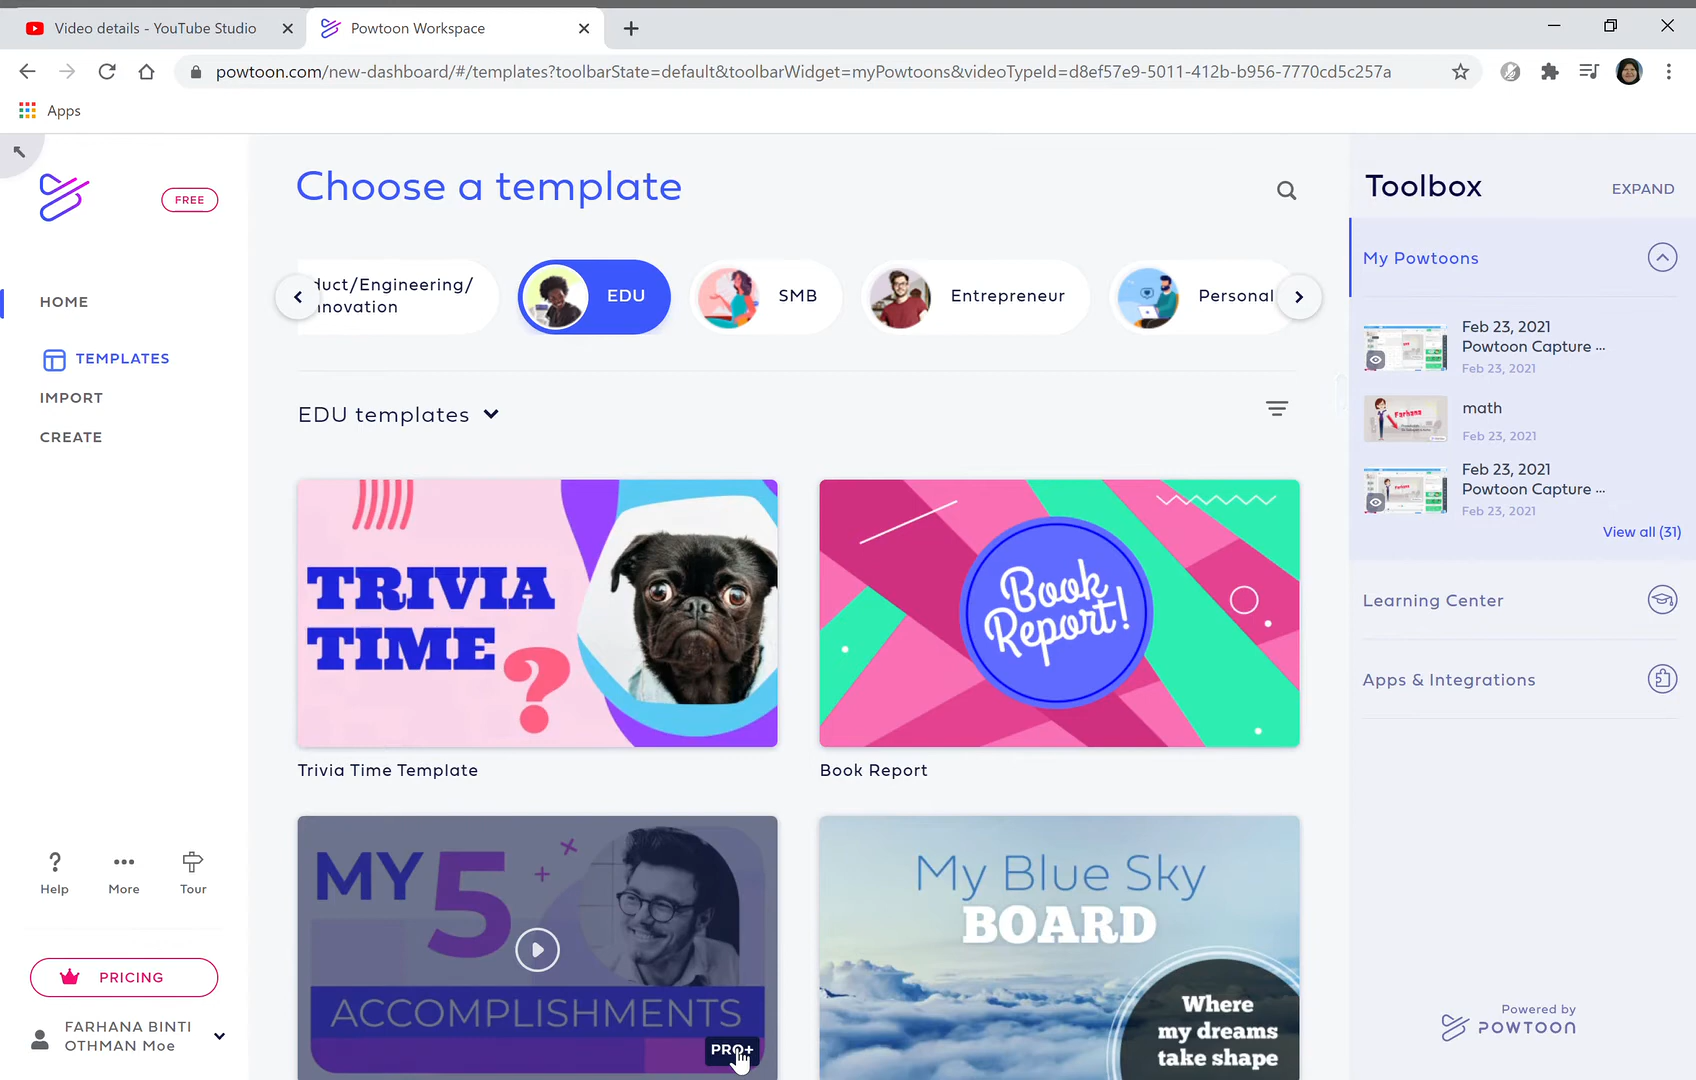 Video details - YouTube Studio
Powtoon Workspace
powtoon.com/new-dashboard/#/templates?toolbarState=default&toolbarWidget=myPowtoons&videoTypeId=d8ef57e9-5011-412b-b956-7770cd5c257a
Apps
FREE
HOME
TEMPLATES
IMPORT
CREATE
Help
More
Tour
PRICING
FARHANA BINTI
OTHMAN Moe
Choose a template
duct/Engineering/
nnovation
EDU
SMB
Entrepreneur
Personal
EDU templates
TRIVIA
TIME
?
Trivia Time Template
Book
Report!
Book Report
MY 5
ACCOMPLISHMENTS
PRO+
My Blue Sky
BOARD
Where
my dreams
take shape
Toolbox
EXPAND
My Powtoons
Feb 23, 2021
Powtoon Capture ...
Feb 23, 2021
Farhana
math
Feb 23, 2021
Feb 23, 2021
Powtoon Capture ...
Feb 23, 2021
View all (31)
Learning Center
Apps & Integrations
Powered by
POWTOON